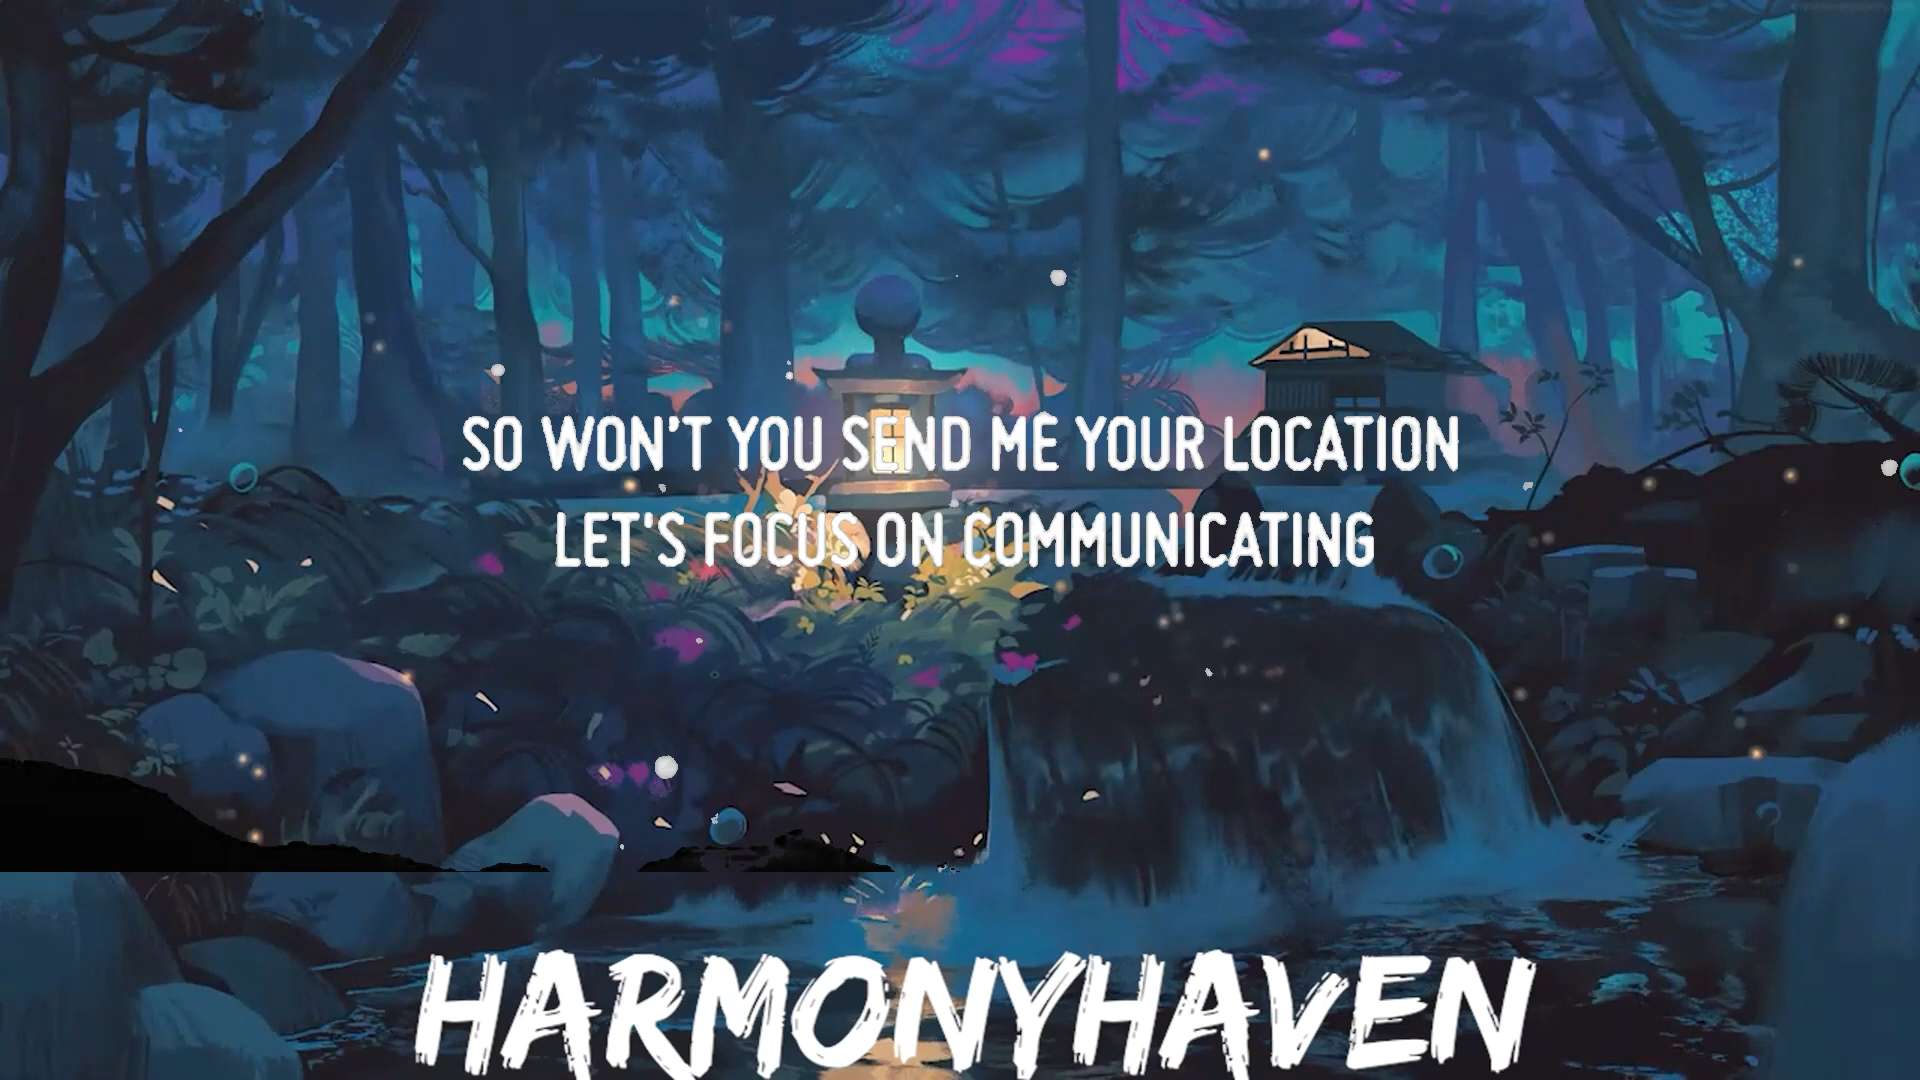 SO WON'T YOU SEND ME YOUR LOCATION
LET'S FOCUS ON COMMUNICATING
HARMONYHAVEN